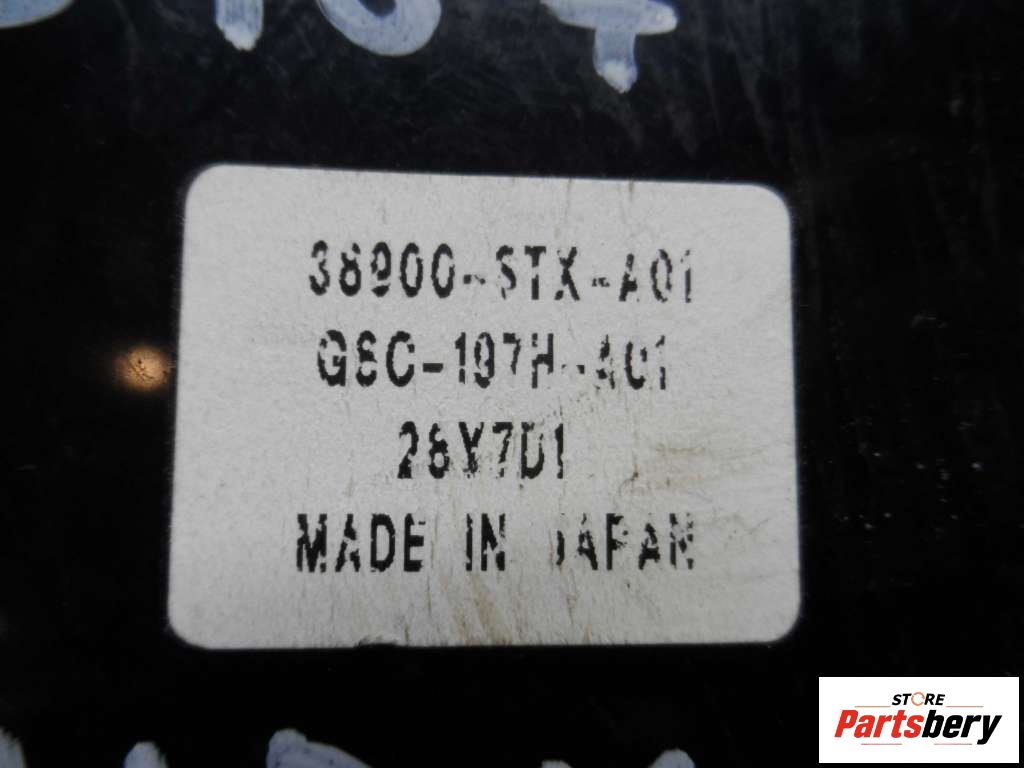 38900-STX-A01
GSC-197H-A01
28Y7D1
MADE IN JAPAN
STORE
Partsbery